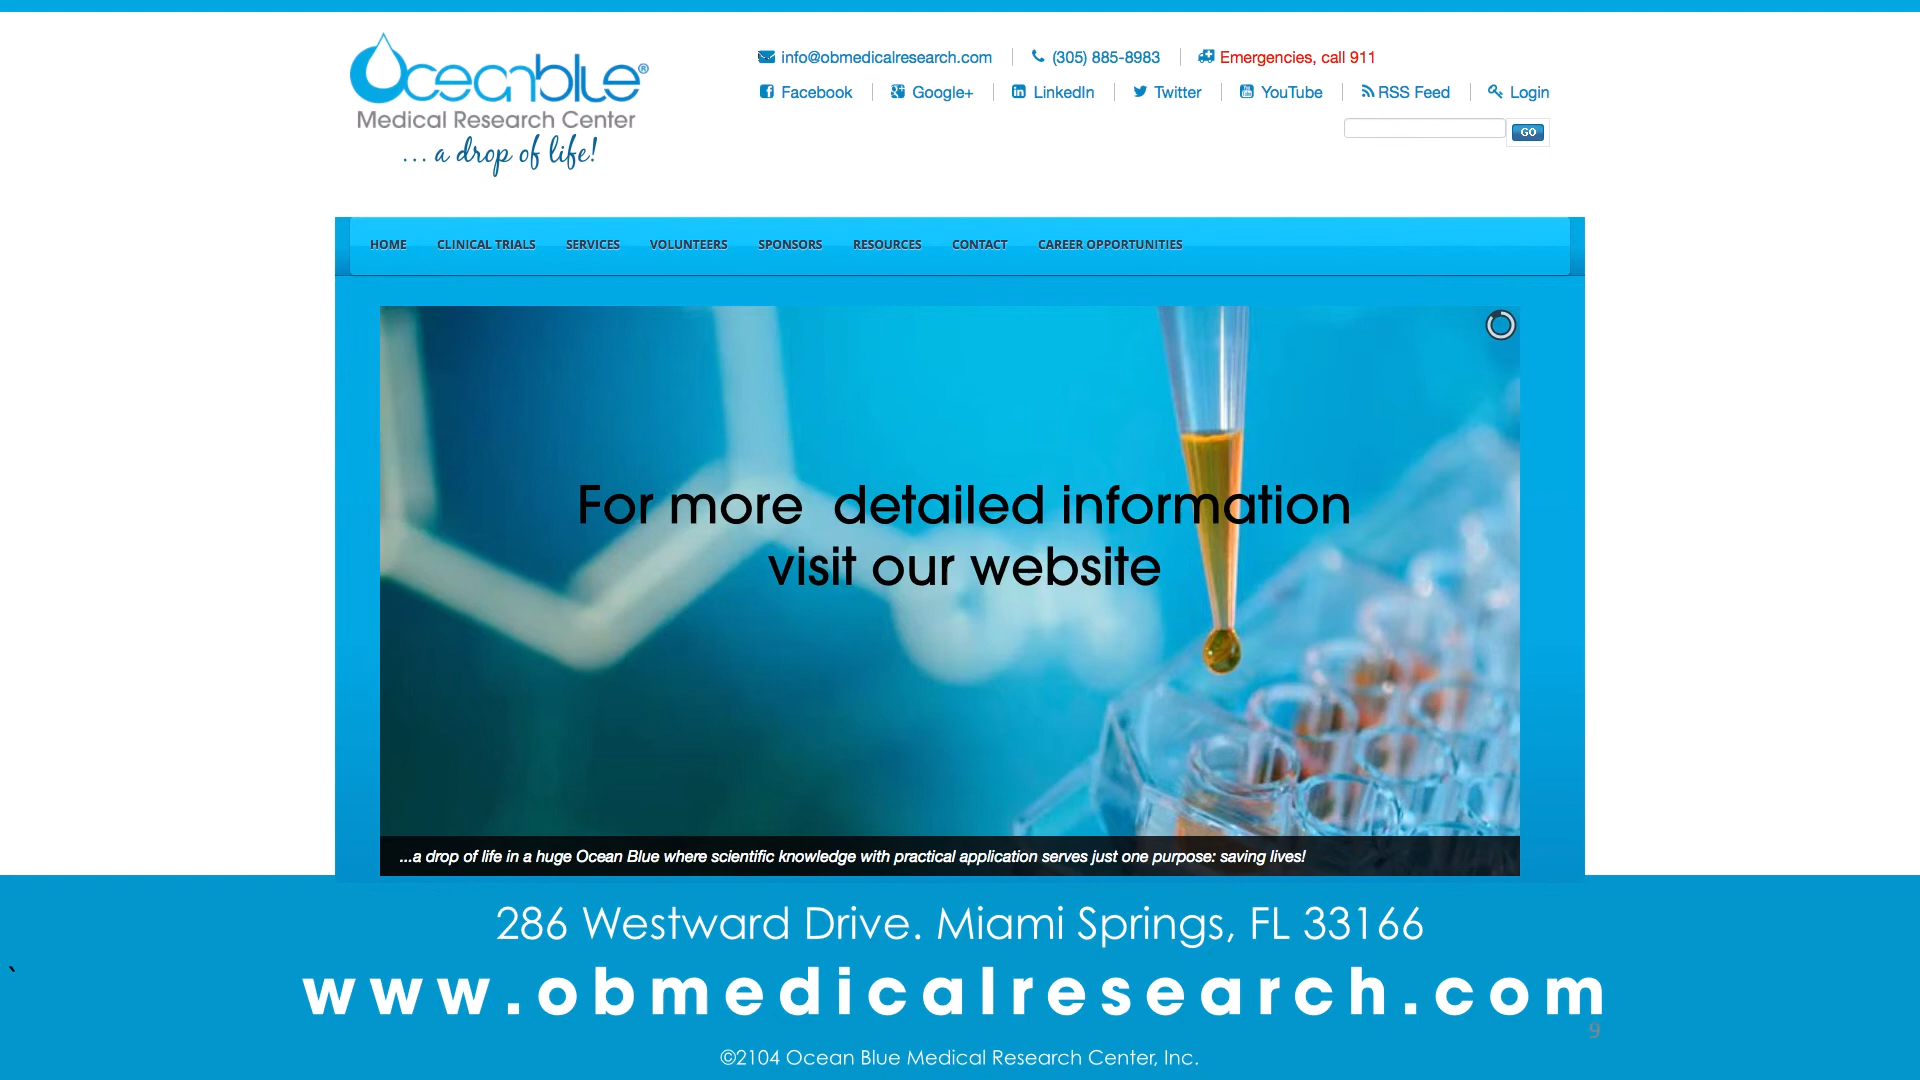 Oceanblue®
Medical Research Center
... a drop of life!
info@obmedicalresearch.com (305) 885-8983 Emergencies, call 911
Facebook Google+ LinkedIn Twitter YouTube RSS Feed Login
GO
HOME CLINICAL TRIALS SERVICES VOLUNTEERS SPONSORS RESOURCES CONTACT CAREER OPPORTUNITIES
For more detailed information
visit our website
...a drop of life in a huge Ocean Blue where scientific knowledge with practical application serves just one purpose: saving lives!
286 Westward Drive. Miami Springs, FL 33166
`
www.obmedicalresearch.com
9
©2104 Ocean Blue Medical Research Center, Inc.